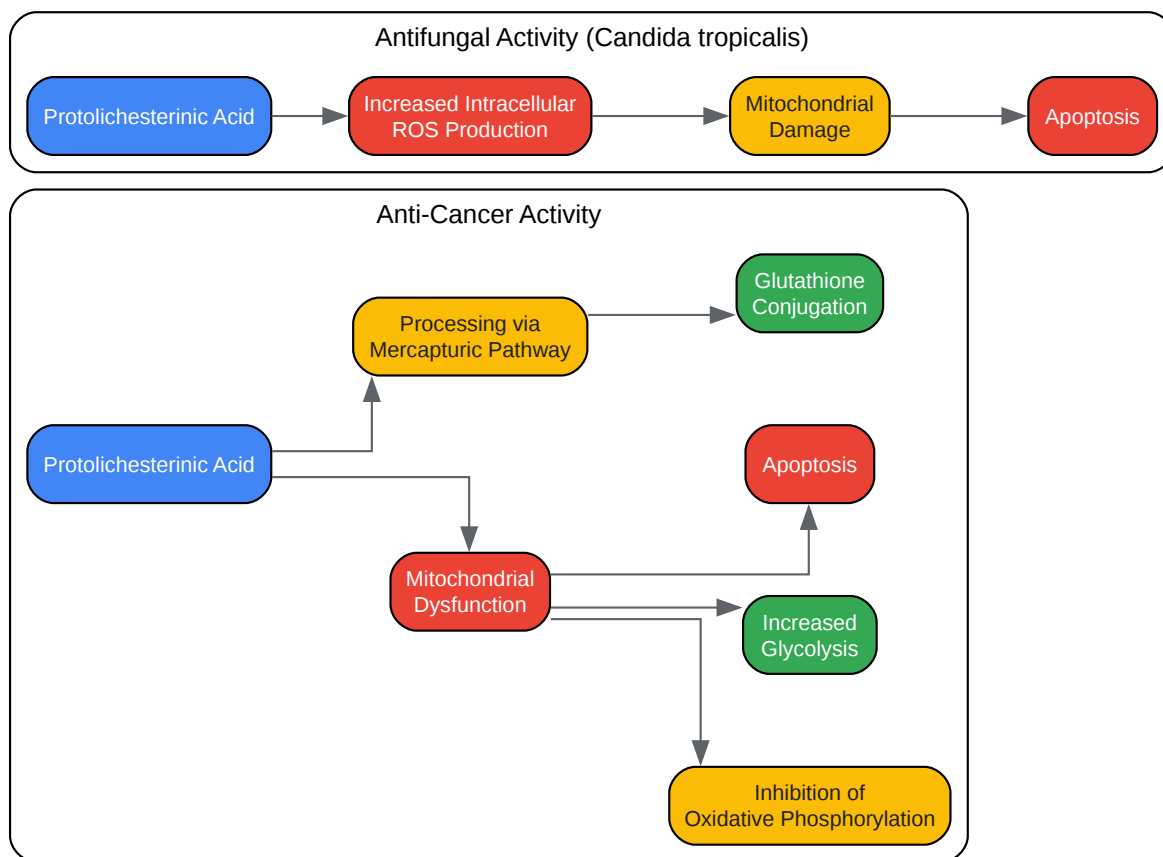 Antifungal Activity (Candida tropicalis)
Protolichesterinic Acid
Increased Intracellular
ROS Production
Mitochondrial
Damage
Apoptosis
Anti-Cancer Activity
Glutathione
Conjugation
Processing via
Mercapturic Pathway
Protolichesterinic Acid
Apoptosis
Mitochondrial
Dysfunction
Increased
Glycolysis
Inhibition of
Oxidative Phosphorylation